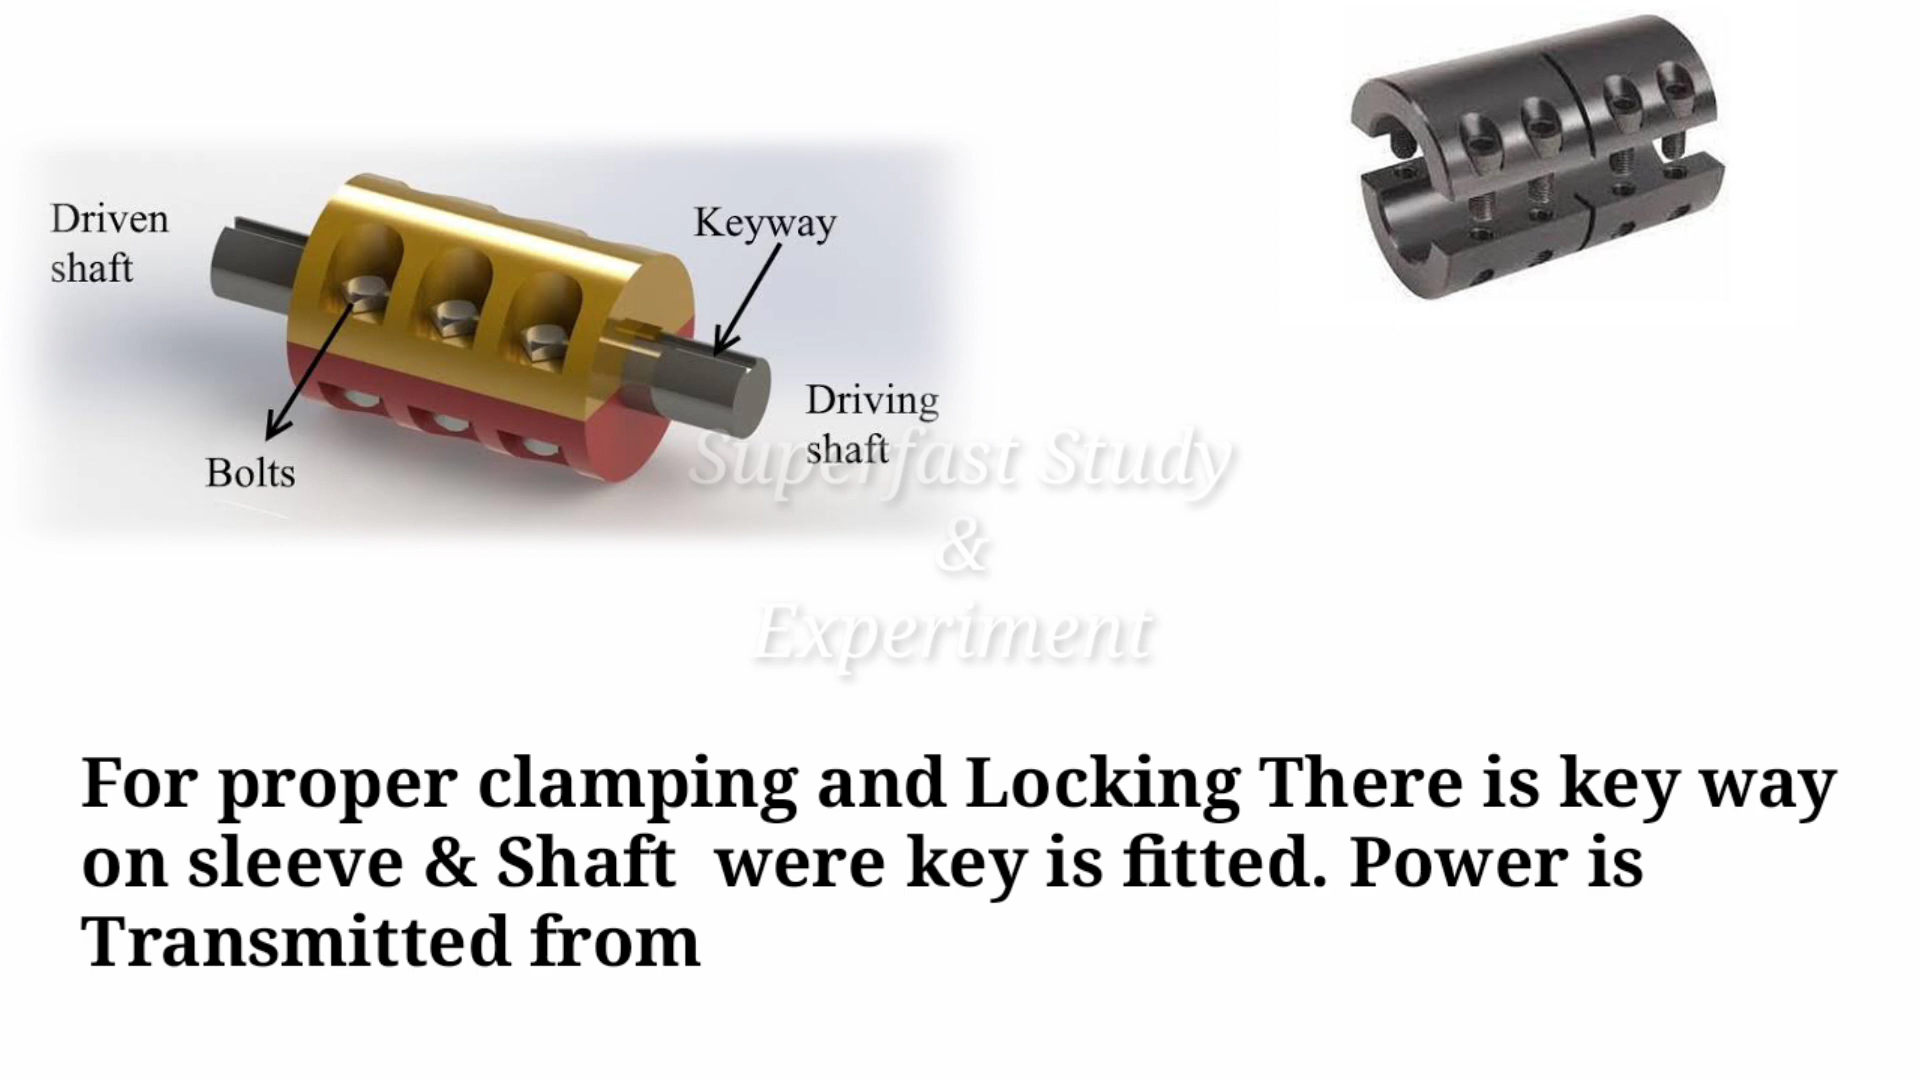 Driven
shaft
Keyway
Driving
shaft
Bolts
Superfast Study
&
Experiment
For proper clamping and Locking There is key way
on sleeve & Shaft  were key is fitted. Power is
Transmitted from